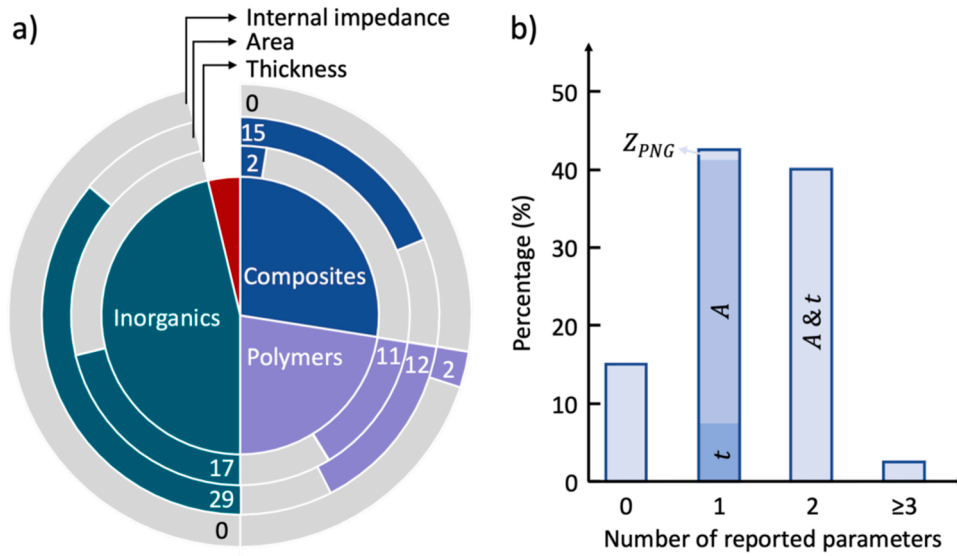 a)
Internal impedance
Area
Thickness
0
15
2
Composites
Inorganics
Polymers
11
12
2
17
29
0
b)
Percentage (%)
50
40
30
20
10
0
Z_PNG
A
t
A & t
0
1
2
≥3
Number of reported parameters